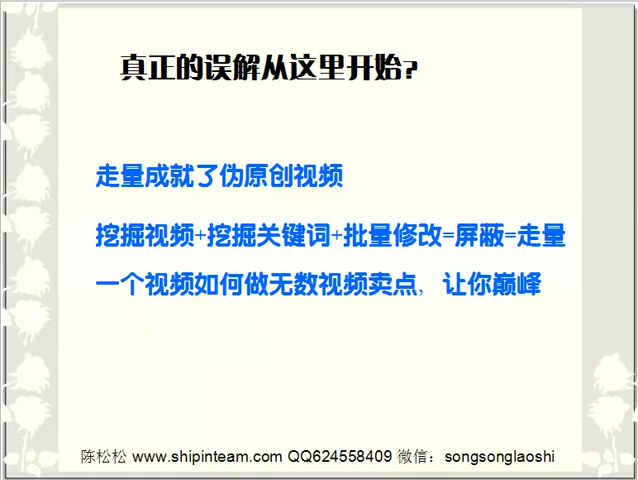 真正的误解从这里开始?
走量成就了伪原创视频
挖掘视频+挖掘关键词+批量修改=屏蔽=走量
一个视频如何做无数视频卖点，让你巅峰
陈松松 www.shipinteam.com QQ624558409 微信：songsonglaoshi